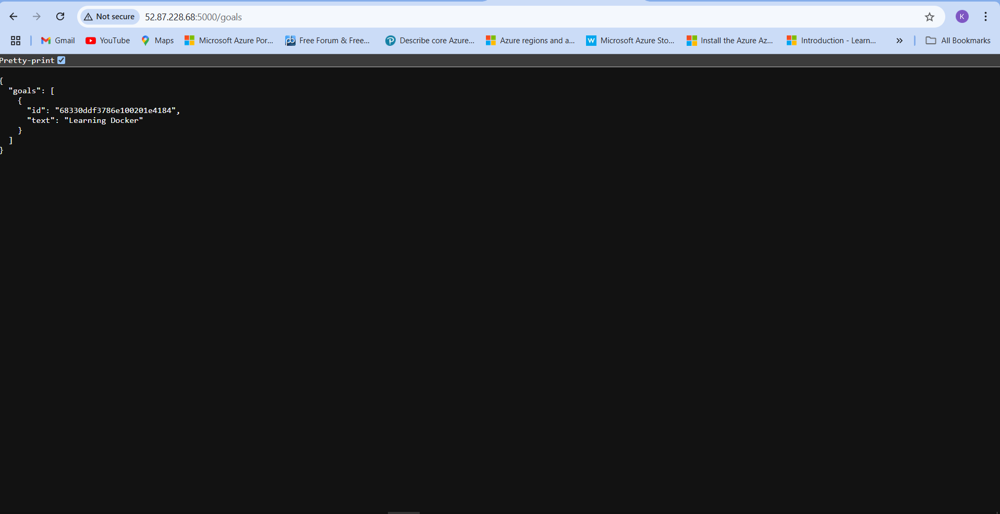 Not secure 52.87.228.68:5000/goals K
Gmail YouTube Maps Microsoft Azure Por... Free Forum & Free... Describe core Azure... Azure regions and a... Microsoft Azure Sto... Install the Azure Az... Introduction - Learn... » All Bookmarks
Pretty-print
{
  "goals": [
    {
      "id": "68330ddf3786e100201e4184",
      "text": "Learning Docker"
    }
  ]
}